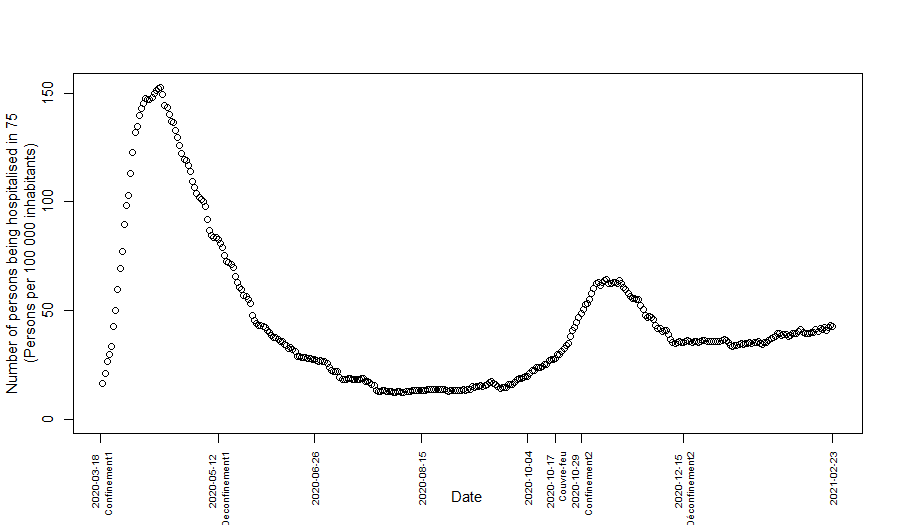 Number of persons being hospitalised in 75
(Persons per 100 000 inhabitants)
150
100
50
0
2020-03-18
Confinement1
2020-05-12
Deconfinement1
2020-06-26
2020-08-15
2020-10-04
2020-10-17
Couvre-feu
2020-10-29
Confinement2
2020-12-15
Déconfinement2
2021-02-23
Date